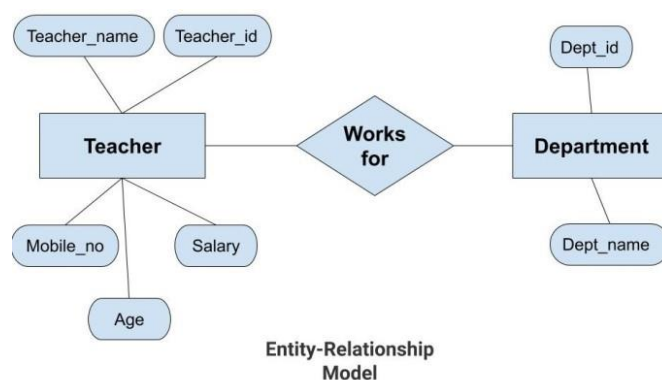 Teacher_name
Teacher_id
Dept_id
Teacher
Works
for
Department
Mobile_no
Salary
Dept_name
Age
Entity-Relationship
Model